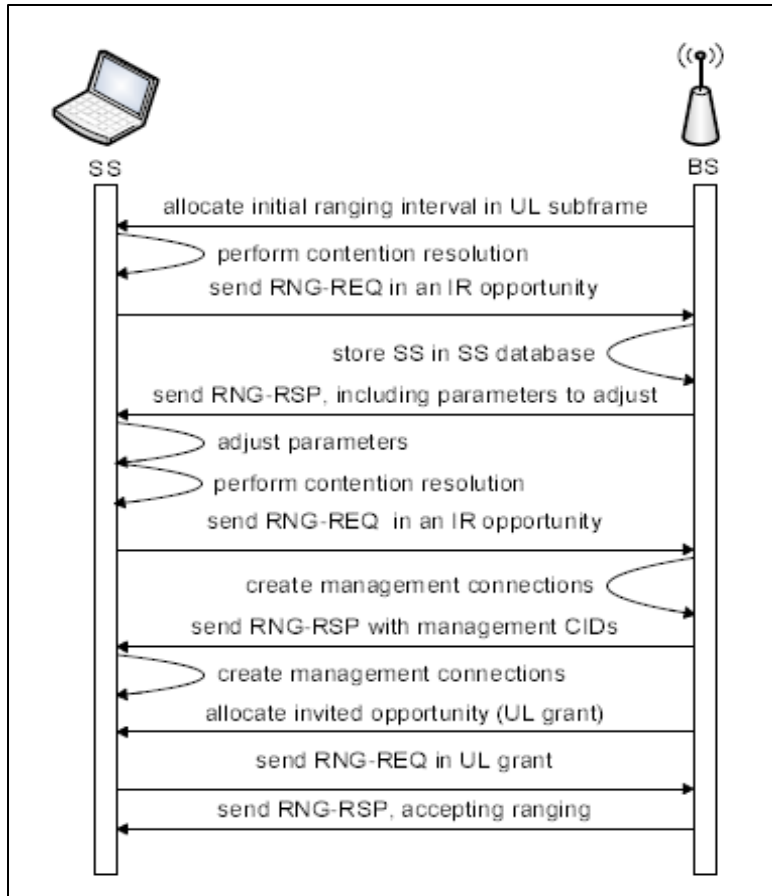 SS
BS
allocate initial ranging interval in UL subframe
perform contention resolution
send RNG-REQ in an IR opportunity
store SS in SS database
send RNG-RSP, including parameters to adjust
adjust parameters
perform contention resolution
send RNG-REQ in an IR opportunity
create management connections
send RNG-RSP with management CIDs
create management connections
allocate invited opportunity (UL grant)
send RNG-REQ in UL grant
send RNG-RSP, accepting ranging